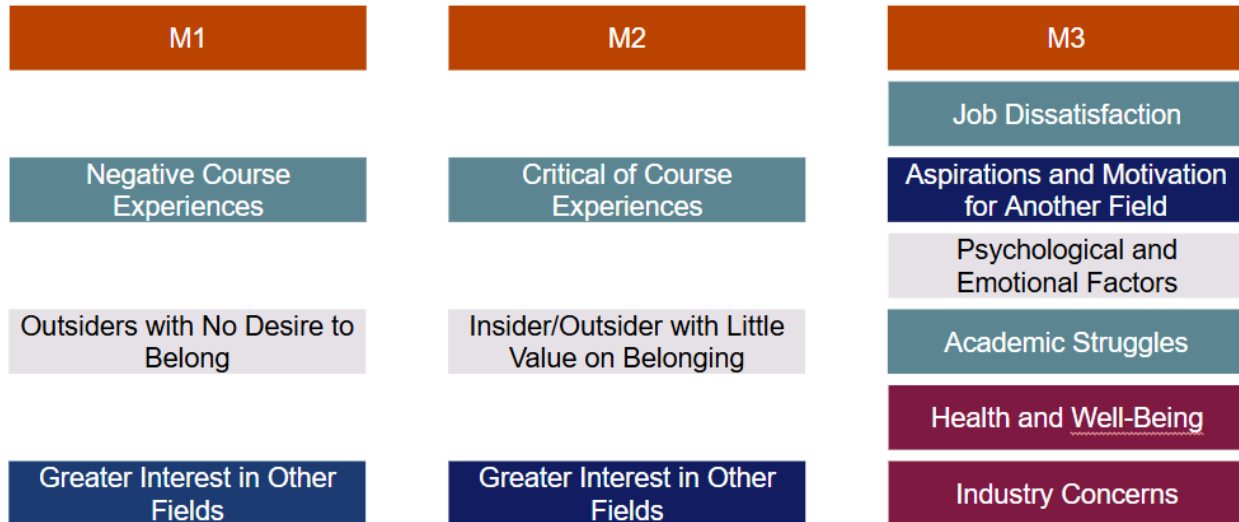 M1
Negative Course
Experiences
Outsiders with No Desire to
Belong
Greater Interest in Other
Fields
M2
Critical of Course
Experiences
Insider/Outsider with Little
Value on Belonging
Greater Interest in Other
Fields
M3
Job Dissatisfaction
Aspirations and Motivation
for Another Field
Psychological and
Emotional Factors
Academic Struggles
Health and Well-Being
Industry Concerns